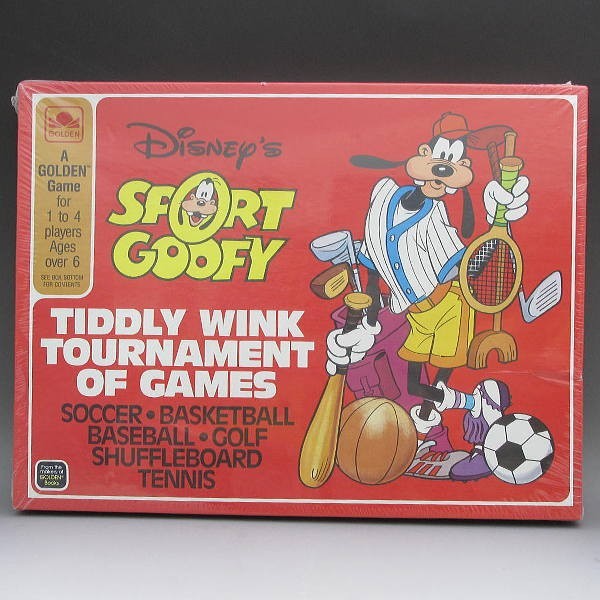 GOLDEN
A
GOLDEN™
Game
for
1 to 4
players
Ages
over 6
SEE BOX BOTTOM
FOR CONTENTS
Disney's
SPORT
GOOFY
TIDDLY WINK
TOURNAMENT
OF GAMES
SOCCER • BASKETBALL
BASEBALL • GOLF
SHUFFLEBOARD
TENNIS
From the
makers of
GOLDEN®
Books